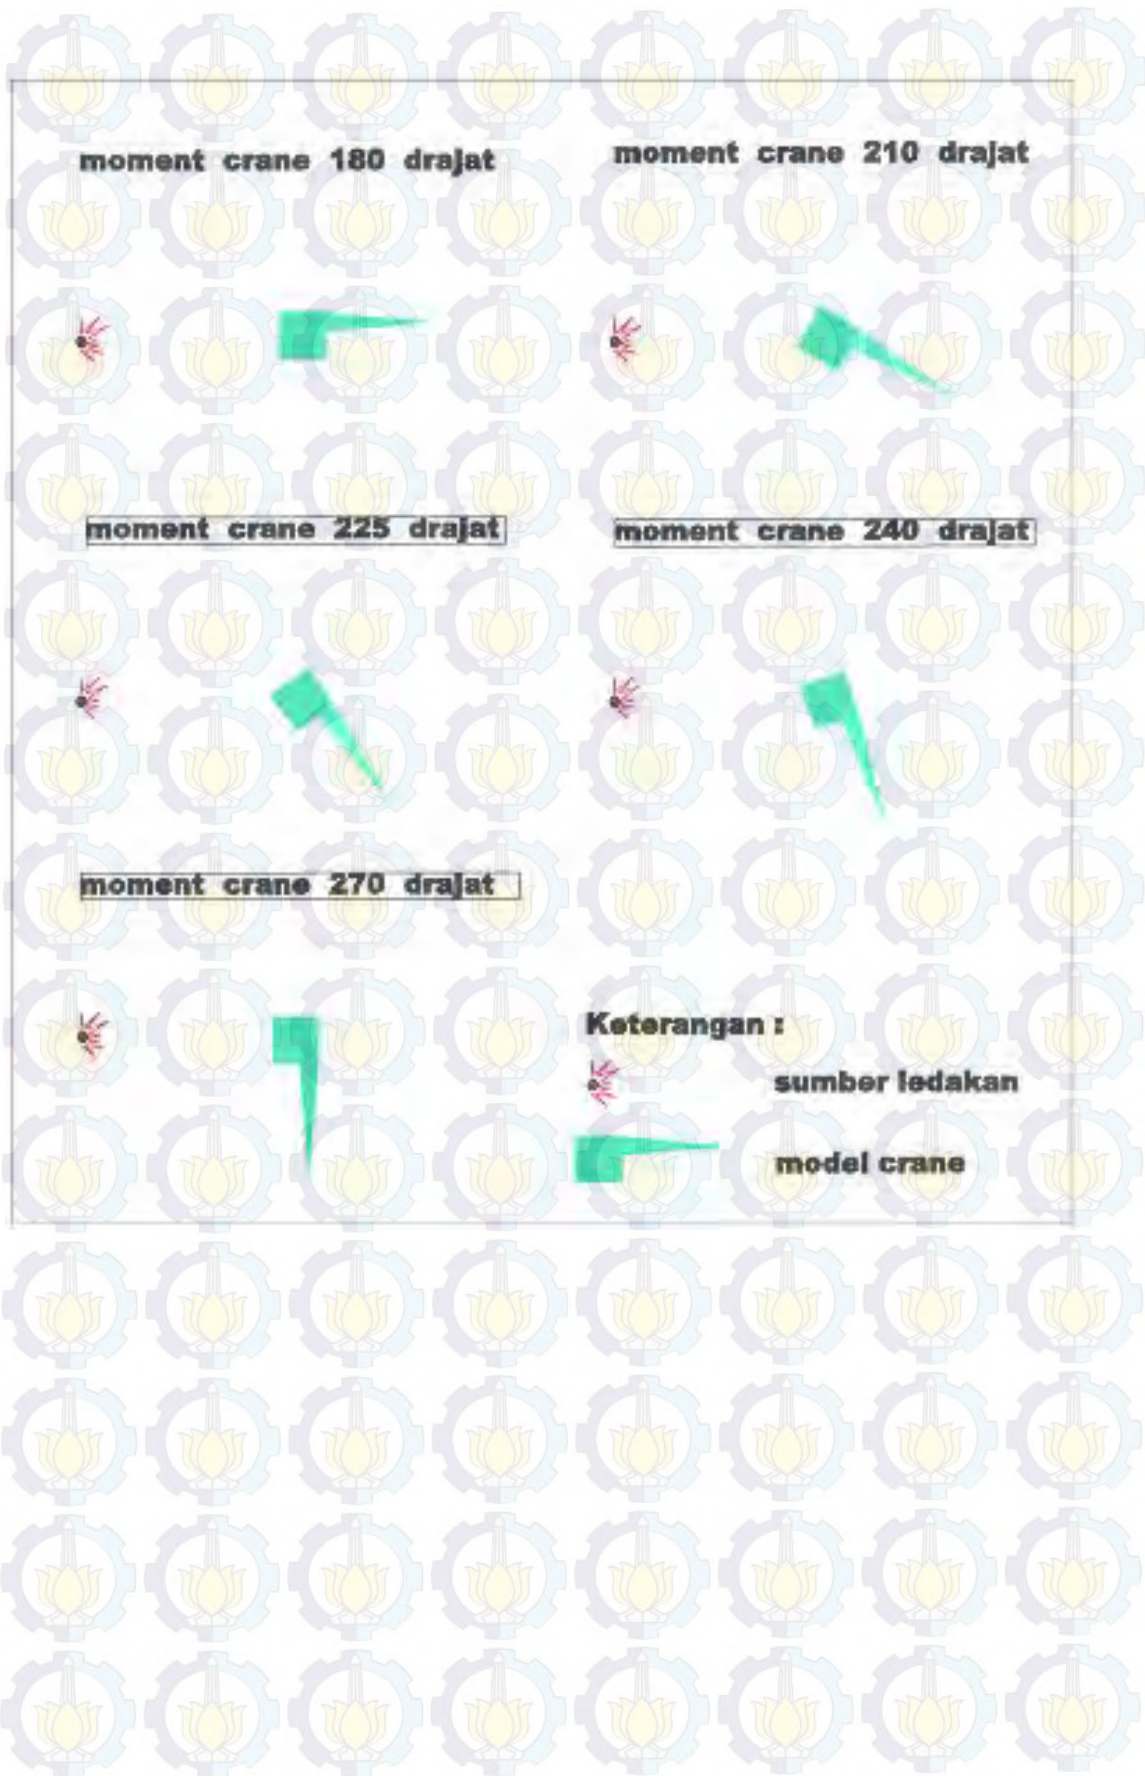 moment crane 180 drajat
moment crane 210 drajat
moment crane 225 drajat
moment crane 240 drajat
moment crane 270 drajat
Keterangan :
sumber ledakan
model crane